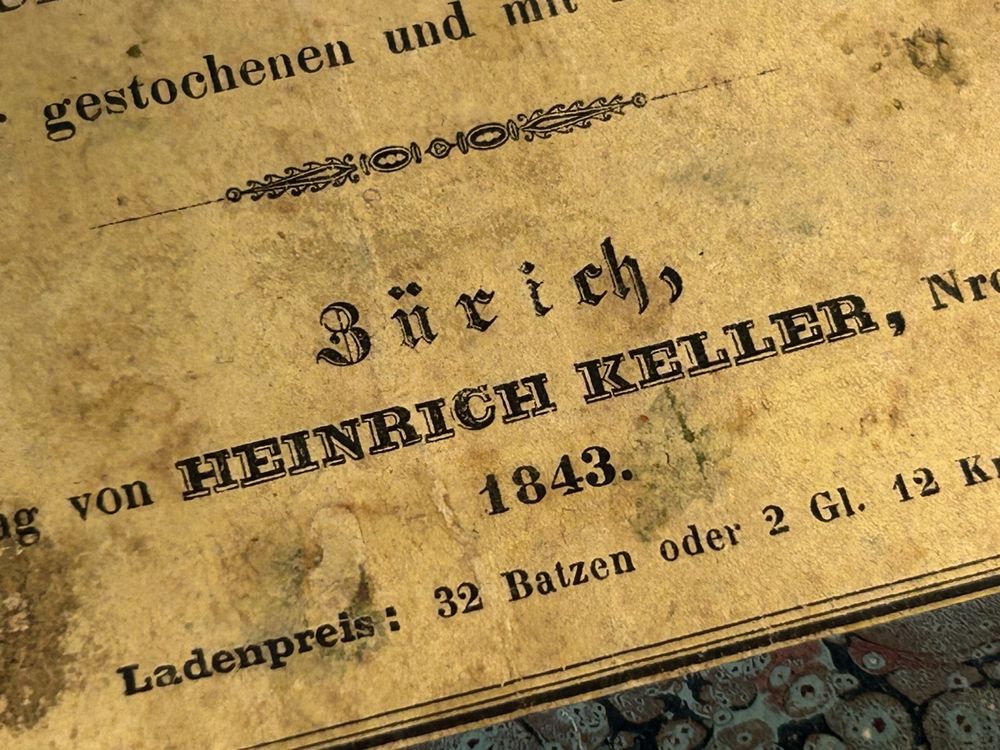 gestochenen und mit
Zürich,
von HEINRICH KELLER, Nro
1843.
Ladenpreis: 32 Batzen oder 2 Gl. 12 Kr